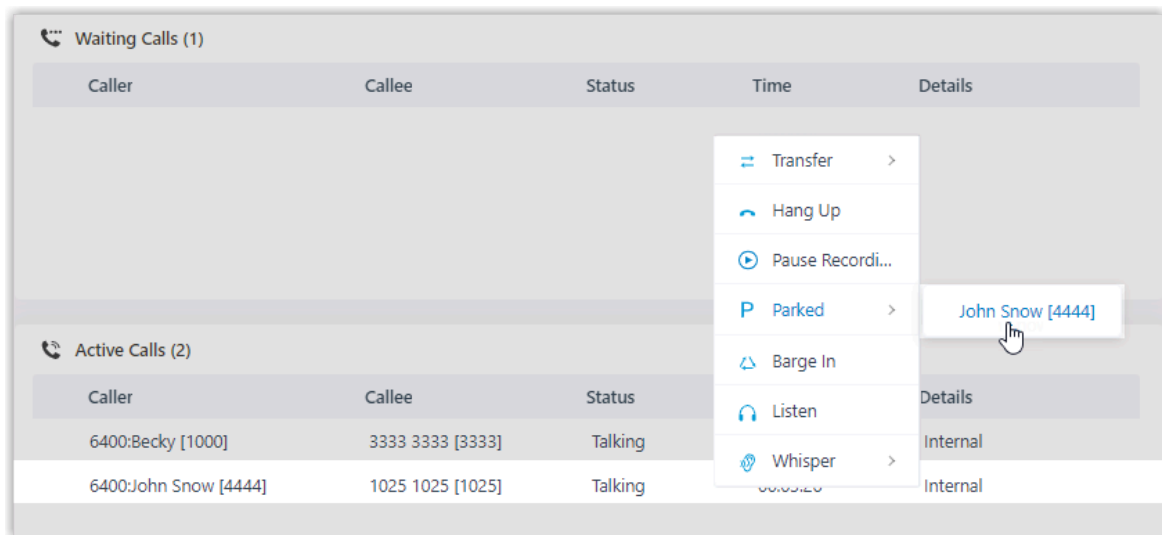 Waiting Calls (1)
Caller Callee Status Time Details
Transfer
Hang Up
Pause Recordi...
P Parked
John Snow [4444]
Barge In
Listen
Whisper
Active Calls (2)
Caller Callee Status Details
6400:Becky [1000] 3333 3333 [3333] Talking Internal
6400:John Snow [4444] 1025 1025 [1025] Talking Internal